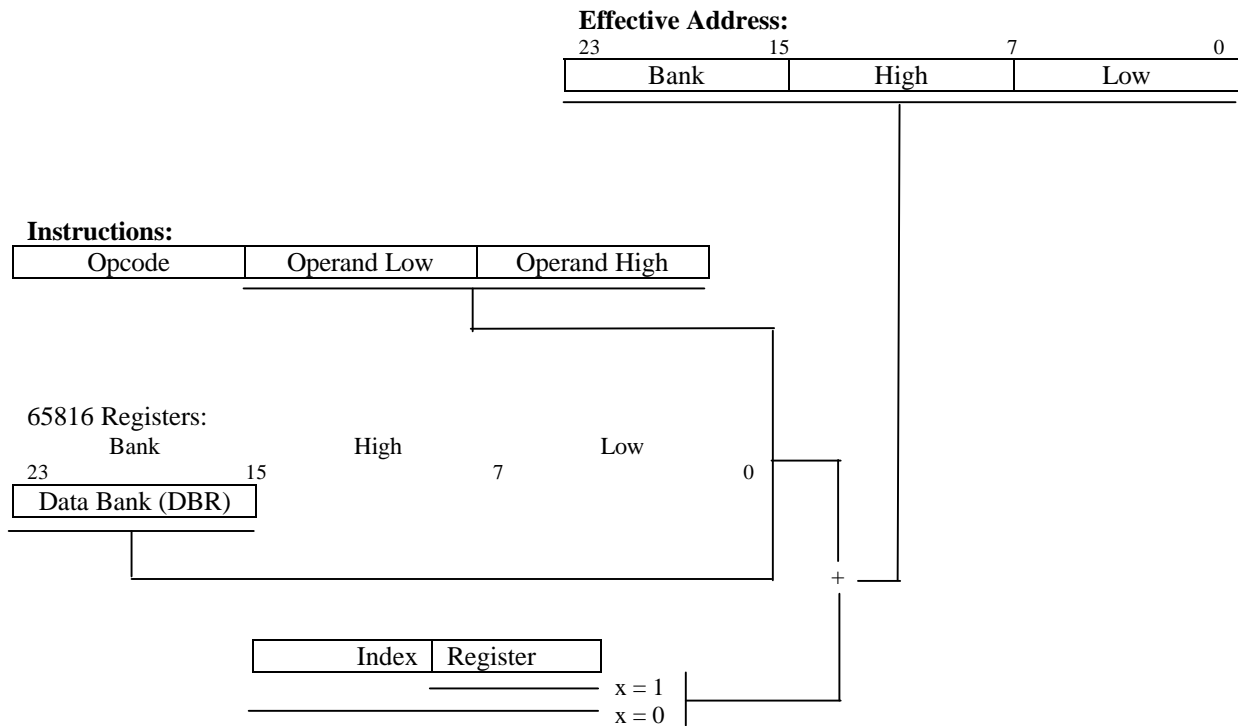 Effective Address:
23 15 7 0
Bank High Low
Instructions:
Opcode Operand Low Operand High
65816 Registers:
Bank High Low
23 15 7 0
Data Bank (DBR)
+
Index Register
x = 1
x = 0